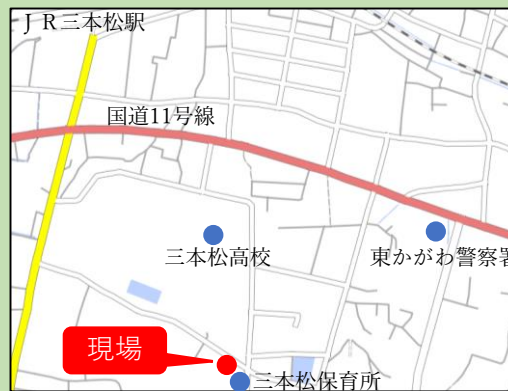 ＪＲ三本松駅
国道11号線
三本松高校
東かがわ警察署
現場
三本松保育所